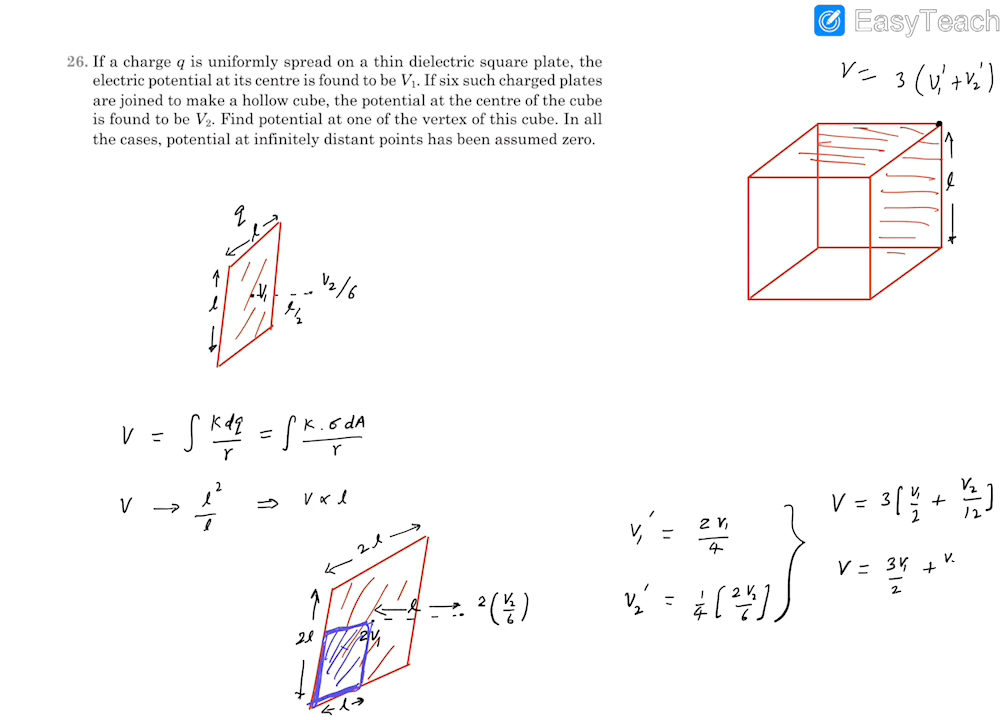 EasyTeach
26. If a charge q is uniformly spread on a thin dielectric square plate, the
electric potential at its centre is found to be V₁. If six such charged plates
are joined to make a hollow cube, the potential at the centre of the cube
is found to be V₂. Find potential at one of the vertex of this cube. In all
the cases, potential at infinitely distant points has been assumed zero.
V = 3 (V₁' + V₂')
l
q
l
l
V₁
V₂/6
l/2
V = ∫ K dq / r = ∫ K . σ dA / r
V → l² / l ⇒ V ∝ l
2l
2l
l
2V₁
2 (V₂/6)
l
V₁' = 2V₁ / 4
V₂' = 1/4 [2V₂ / 6]
V = 3 [V₁/2 + V₂/12]
V = 3V₁/2 + V